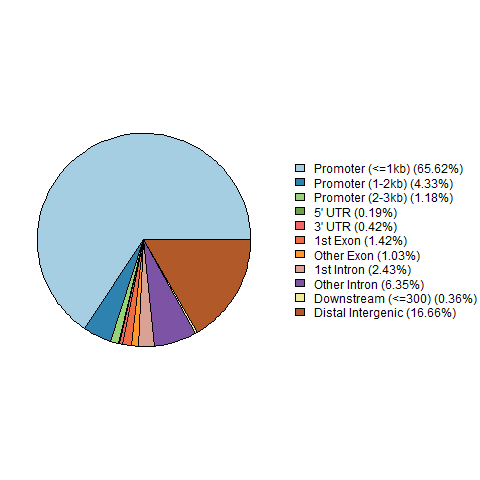 Promoter (<=1kb) (65.62%)
Promoter (1-2kb) (4.33%)
Promoter (2-3kb) (1.18%)
5' UTR (0.19%)
3' UTR (0.42%)
1st Exon (1.42%)
Other Exon (1.03%)
1st Intron (2.43%)
Other Intron (6.35%)
Downstream (<=300) (0.36%)
Distal Intergenic (16.66%)